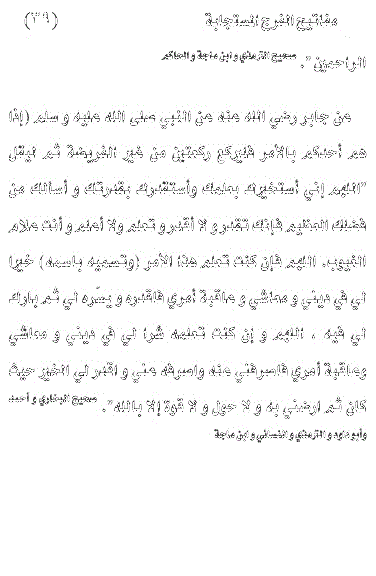 مفاتيح الفرج المستجابة (٣٩)
الراحمين". صحيح الترمذي و ابن ماجة و الحاكم
عن جابر رضي الله عنه عن النبي صلى الله عليه و سلم (إذا
هم أحدكم بالأمر فليركع ركعتين من غير الفريضة ثم ليقل
"اللهم إني أستخيرك بعلمك وأستقدرك بقدرتك و أسألك من
فضلك العظيم فإنك تقدر و لا أقدر و تعلم ولا أعلم و أنت علام
الغيوب. اللهم فإن كنت تعلم هذا الأمر (وتسميه باسمه) خيرا
لي في ديني و معاشي و عاقبة أمري فاقدره و يسّره لي ثم بارك
لي فيه ، اللهم و إن كنت تعلمه شرا لي في ديني و معاشي
وعاقبة أمري فاصرفني عنه واصرفه عني و اقدر لي الخير حيث
كان ثم ارضني به و لا حول و لا قوة إلا بالله". صحيح البخاري و أحمد
وأبو داود و الترمذي و النسائي و ابن ماجة